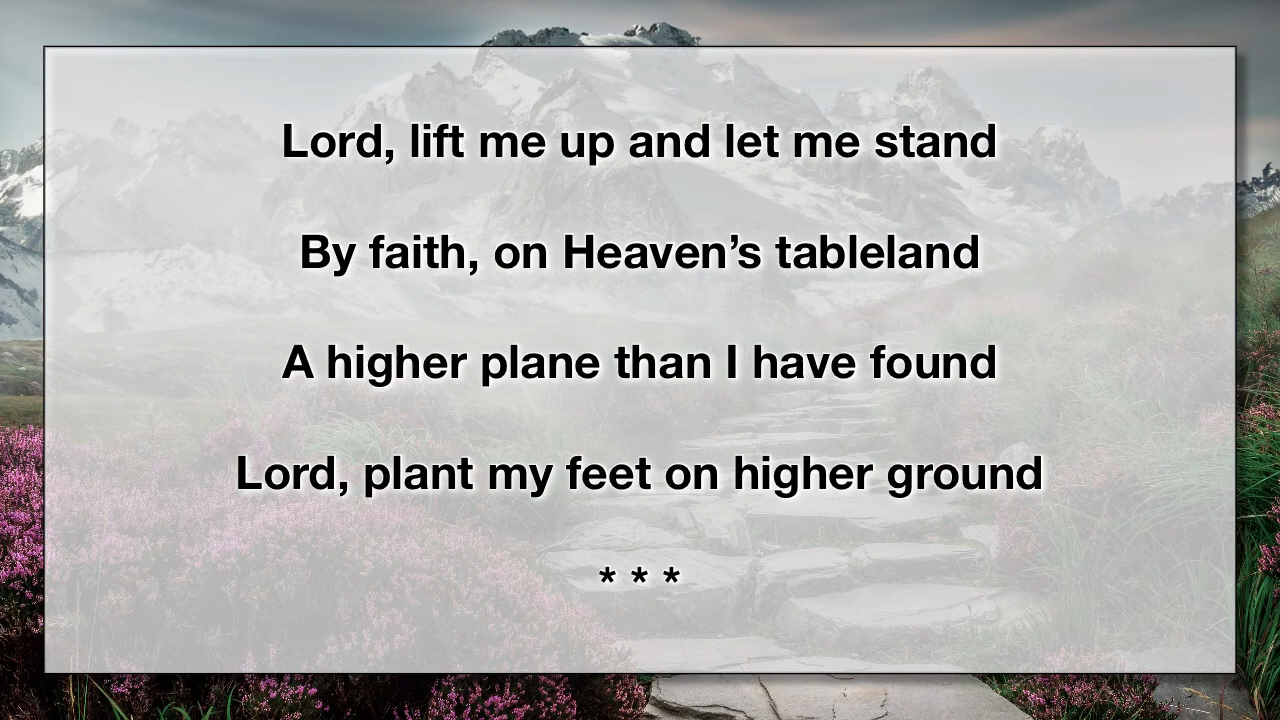 Lord, lift me up and let me stand
By faith, on Heaven’s tableland
A higher plane than I have found
Lord, plant my feet on higher ground
* * *